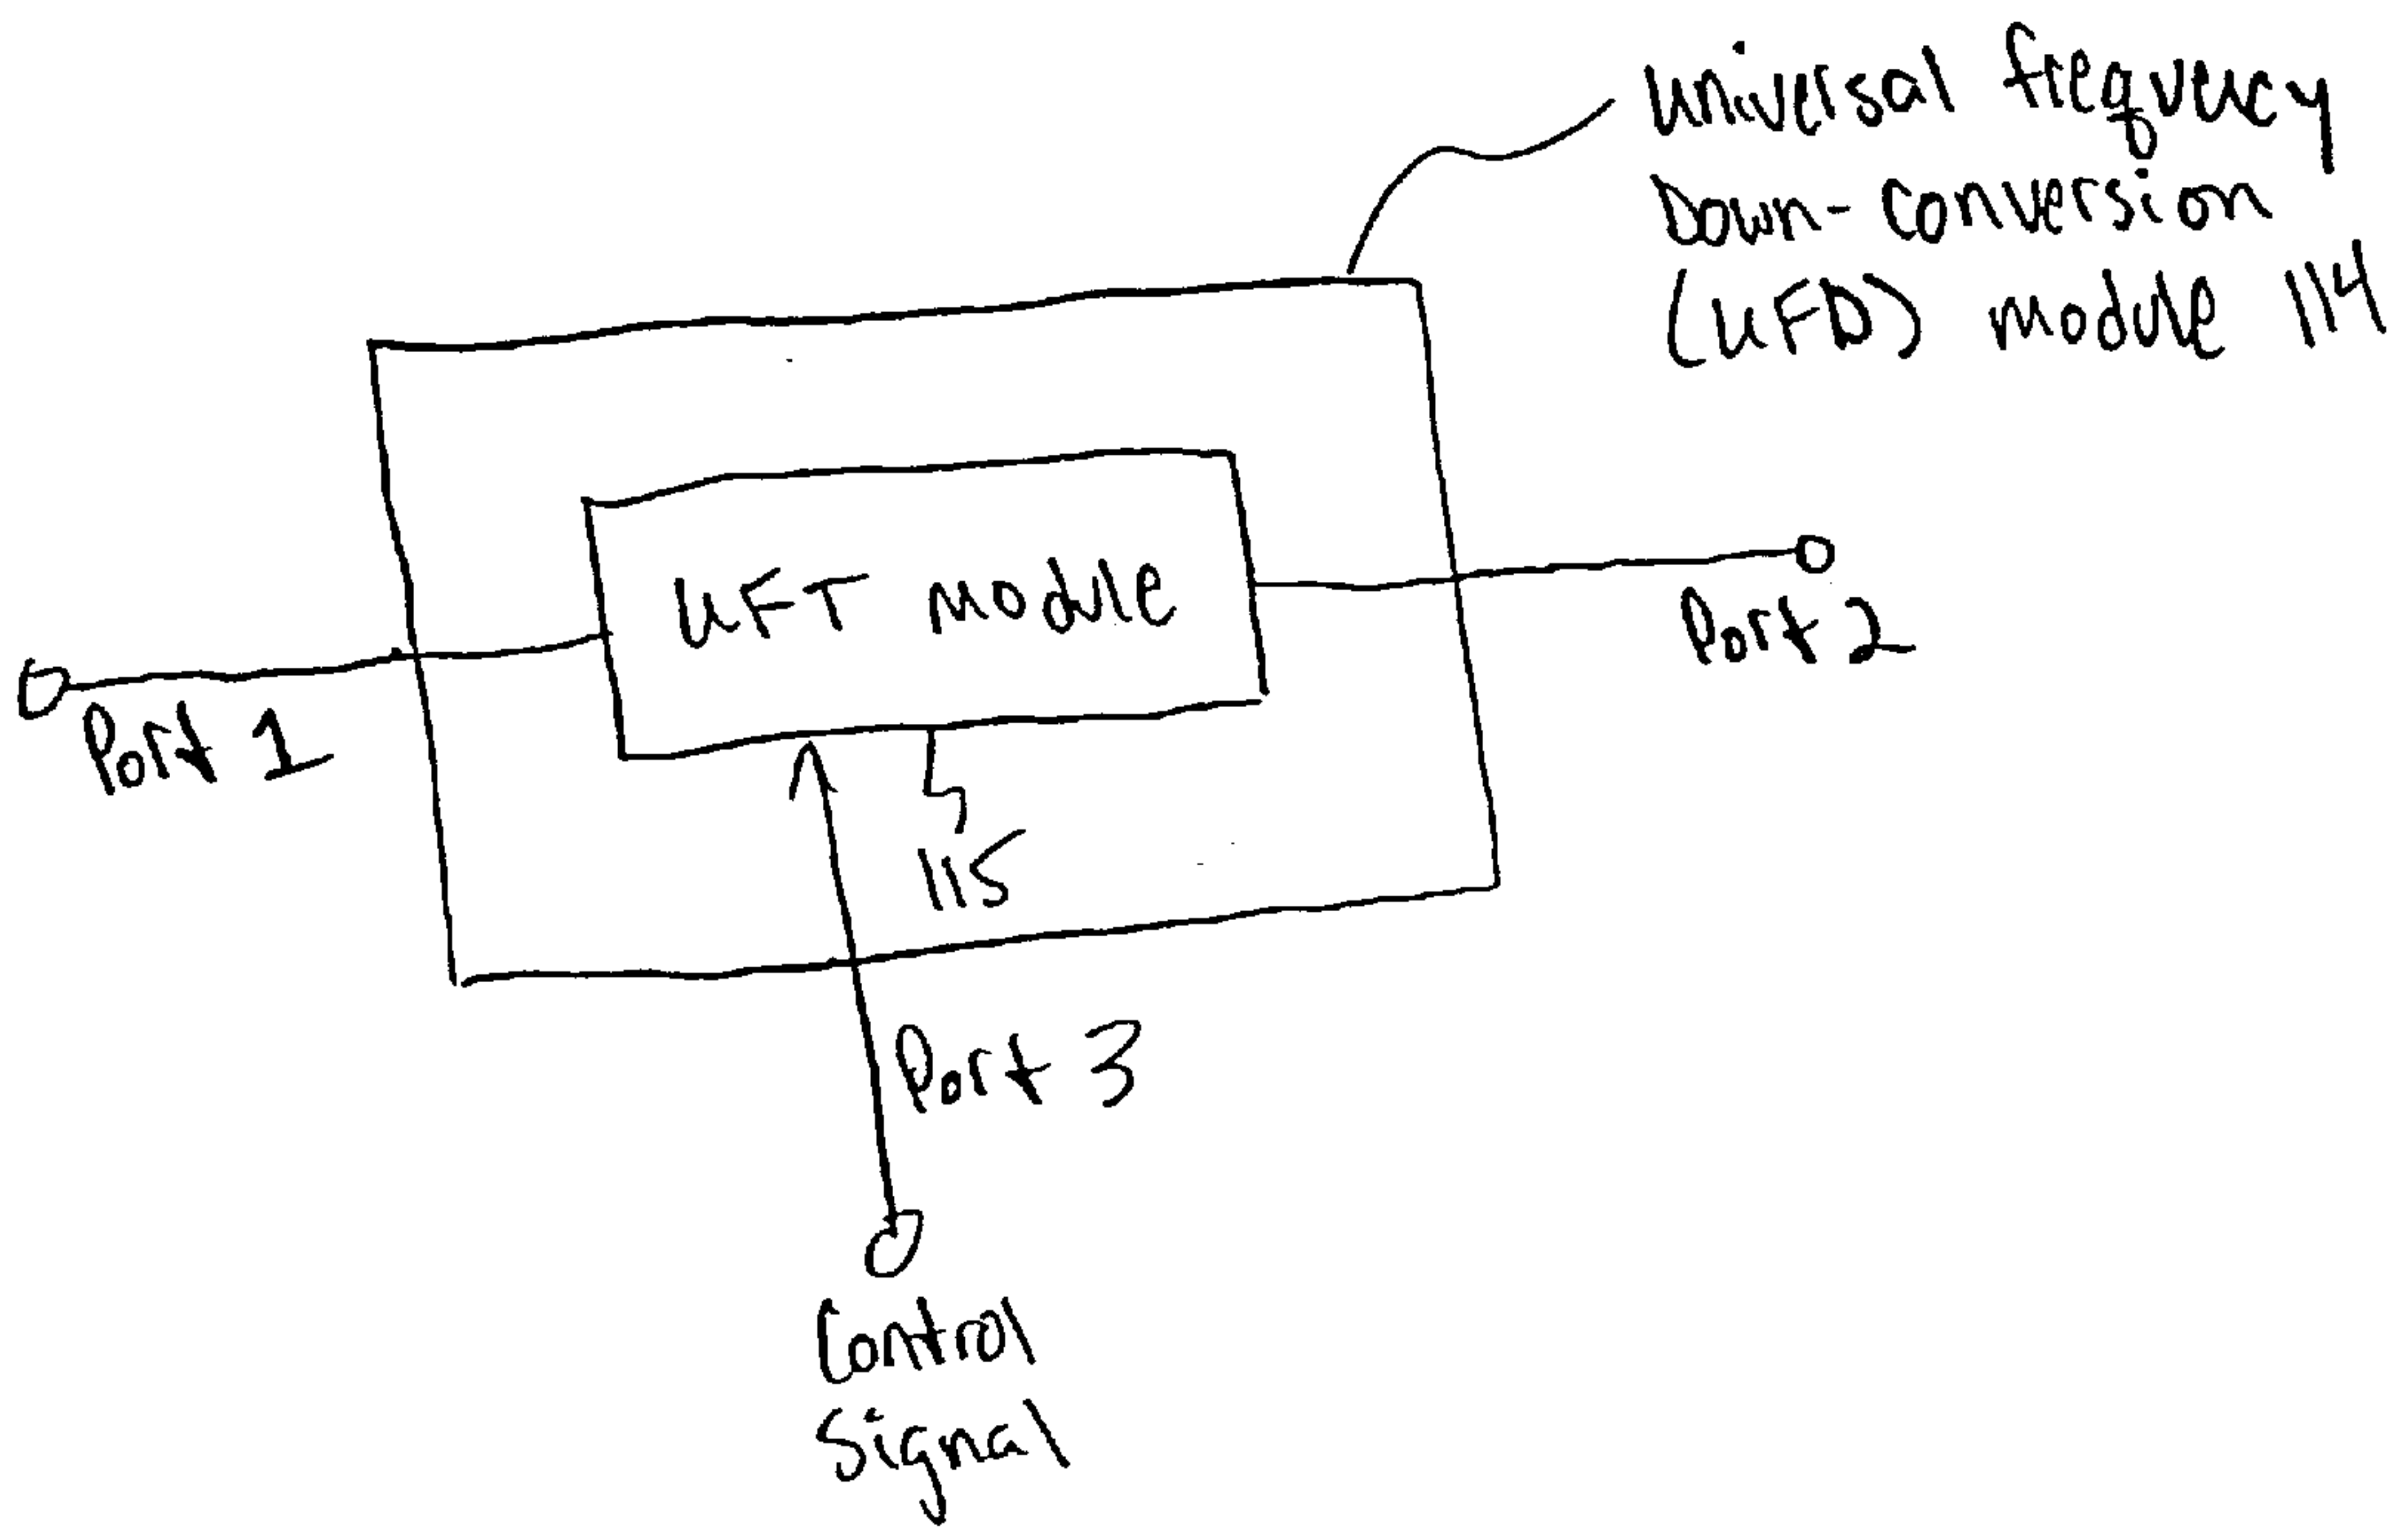 Universal frequency
Down-Conversion
(UFD) module 114
UFT module
Port 2
Port 1
115
Port 3
Control
Signal